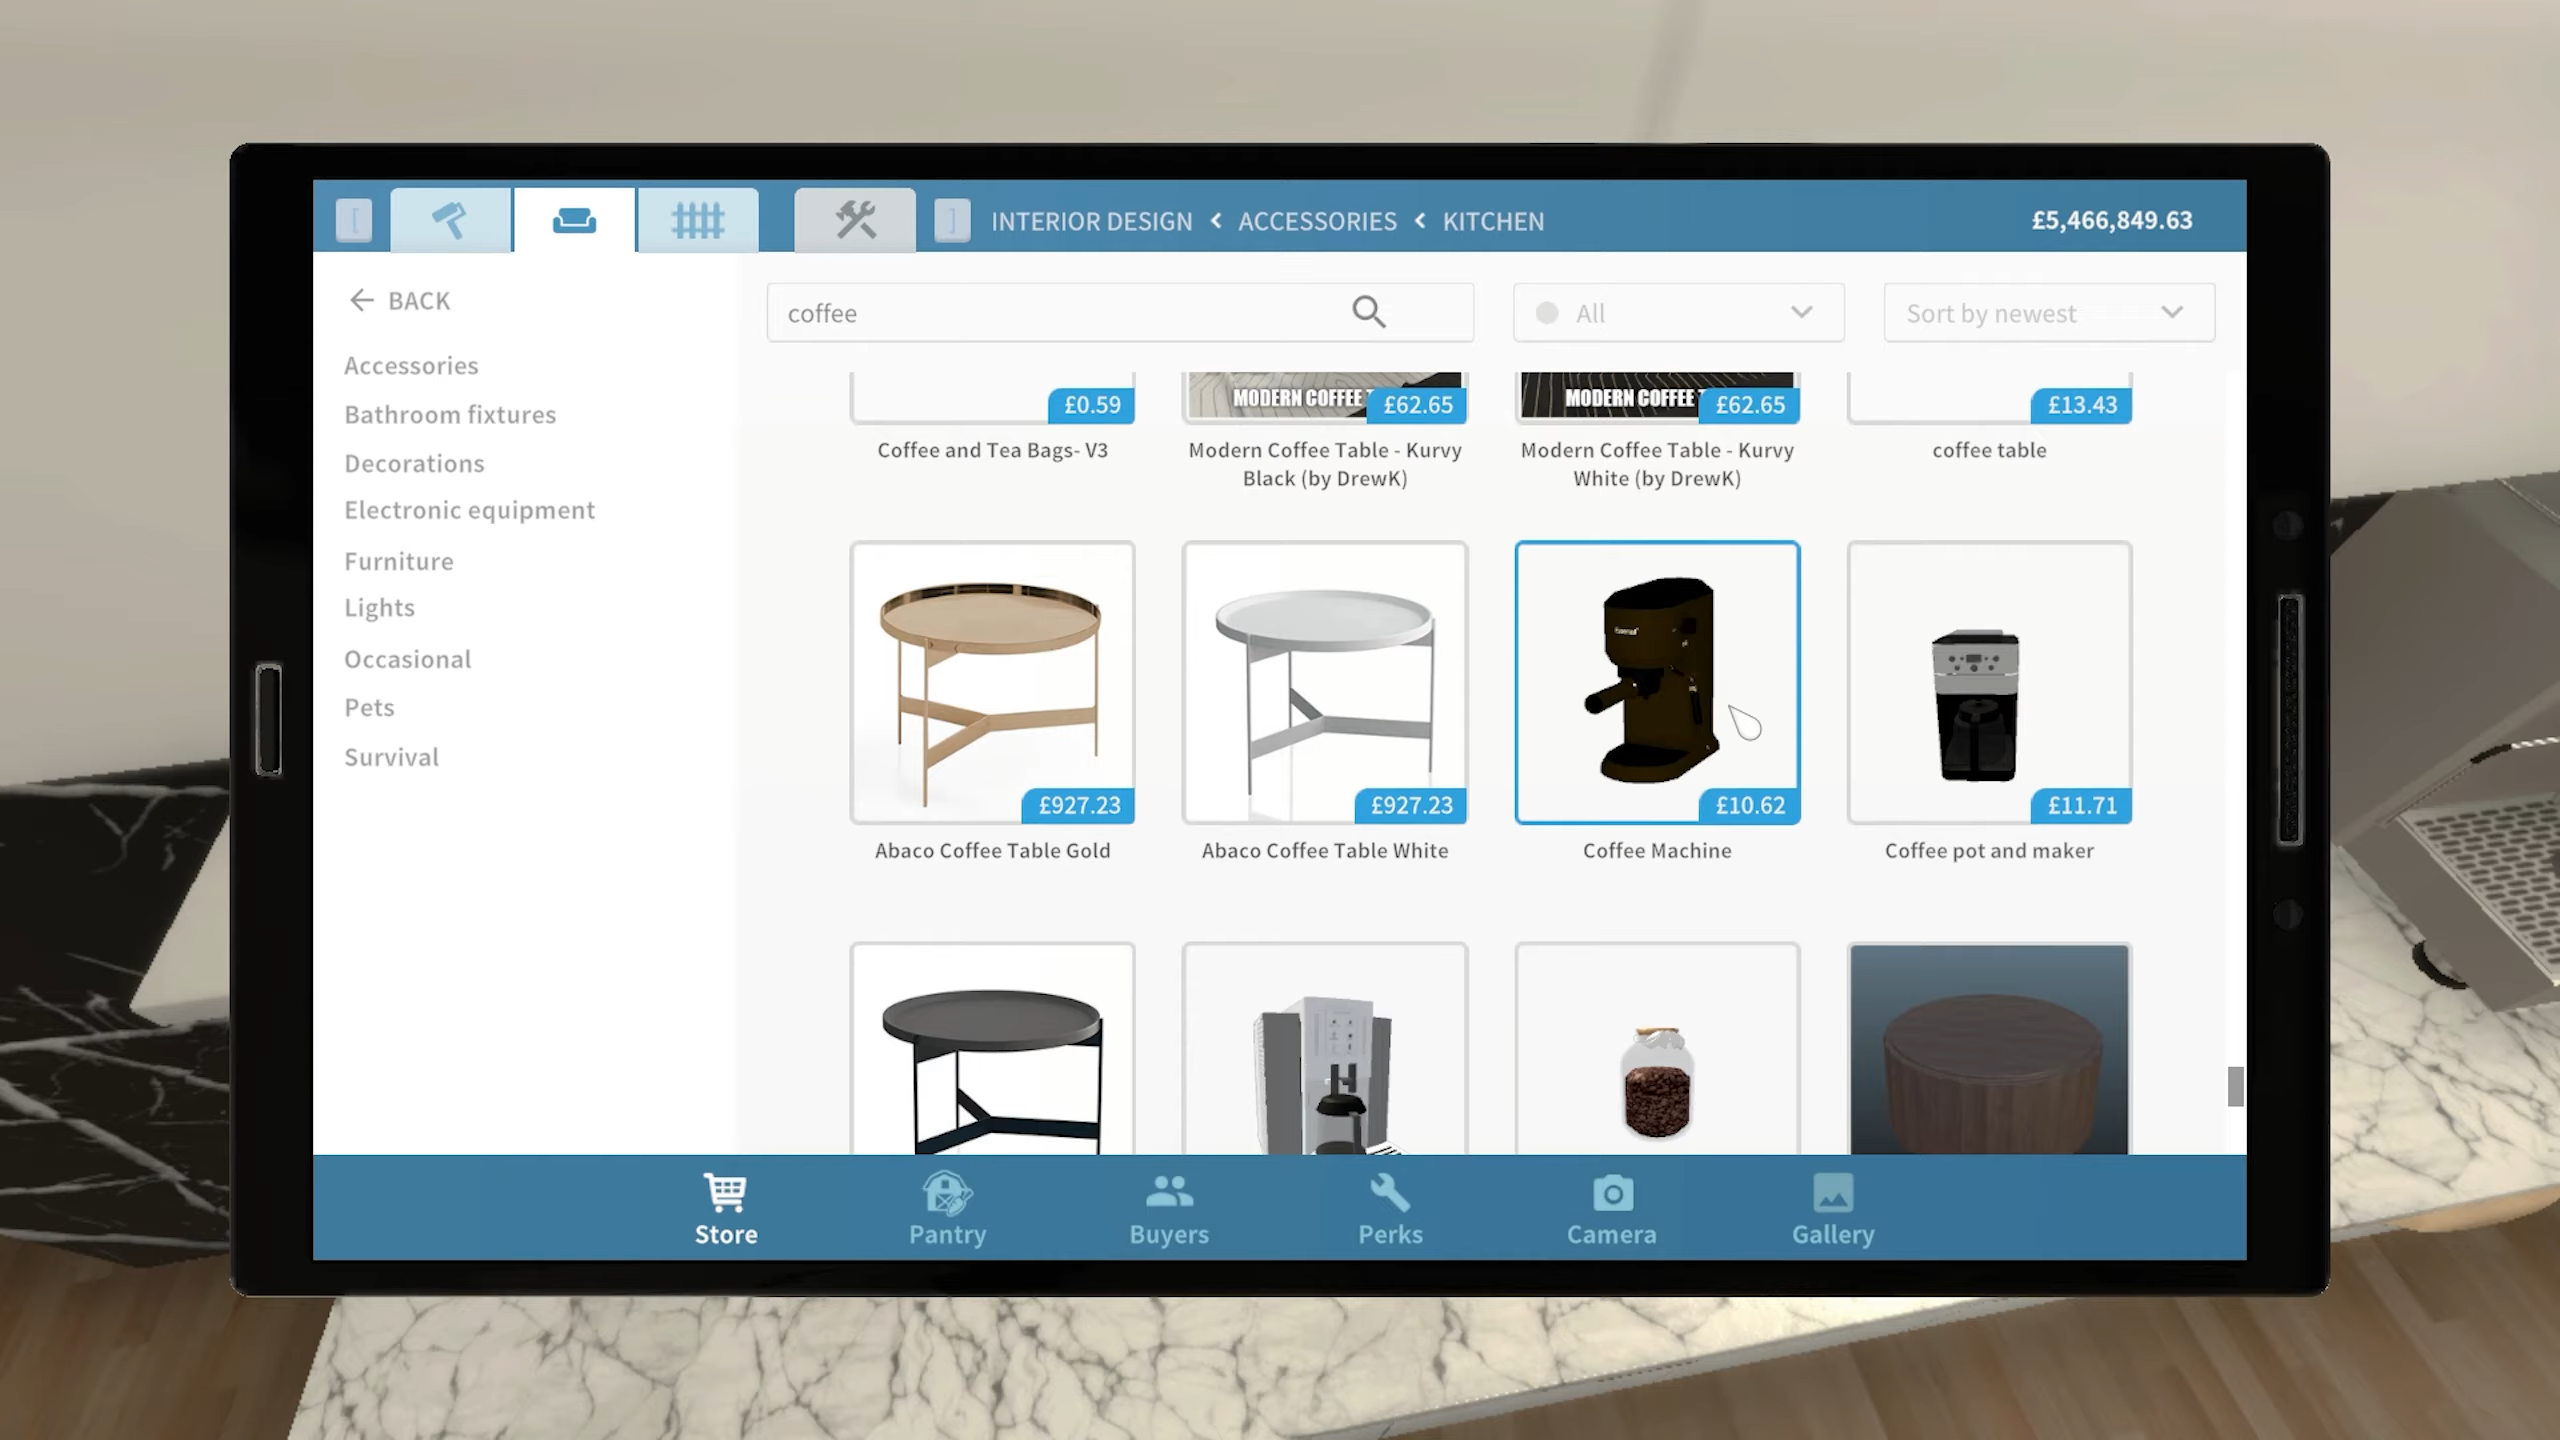 INTERIOR DESIGN < ACCESSORIES < KITCHEN
£5,466,849.63
BACK
Accessories
Bathroom fixtures
Decorations
Electronic equipment
Furniture
Lights
Occasional
Pets
Survival
coffee
All
Sort by newest
£0.59
MODERN COFFEE
£62.65
MODERN COFFEE
£62.65
£13.43
Coffee and Tea Bags- V3
Modern Coffee Table - Kurvy
Black (by DrewK)
Modern Coffee Table - Kurvy
White (by DrewK)
coffee table
£927.23
£927.23
£10.62
£11.71
Abaco Coffee Table Gold
Abaco Coffee Table White
Coffee Machine
Coffee pot and maker
Store
Pantry
Buyers
Perks
Camera
Gallery